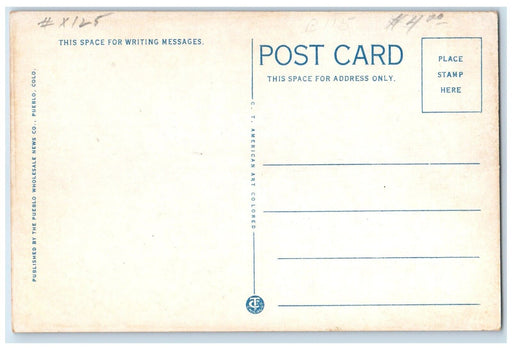 # X125
E115
$4.00
THIS SPACE FOR WRITING MESSAGES.
POST CARD
THIS SPACE FOR ADDRESS ONLY.
PLACE
STAMP
HERE
PUBLISHED BY THE PUEBLO WHOLESALE NEWS CO., PUEBLO, COLO.
C. T. AMERICAN ART COLORED